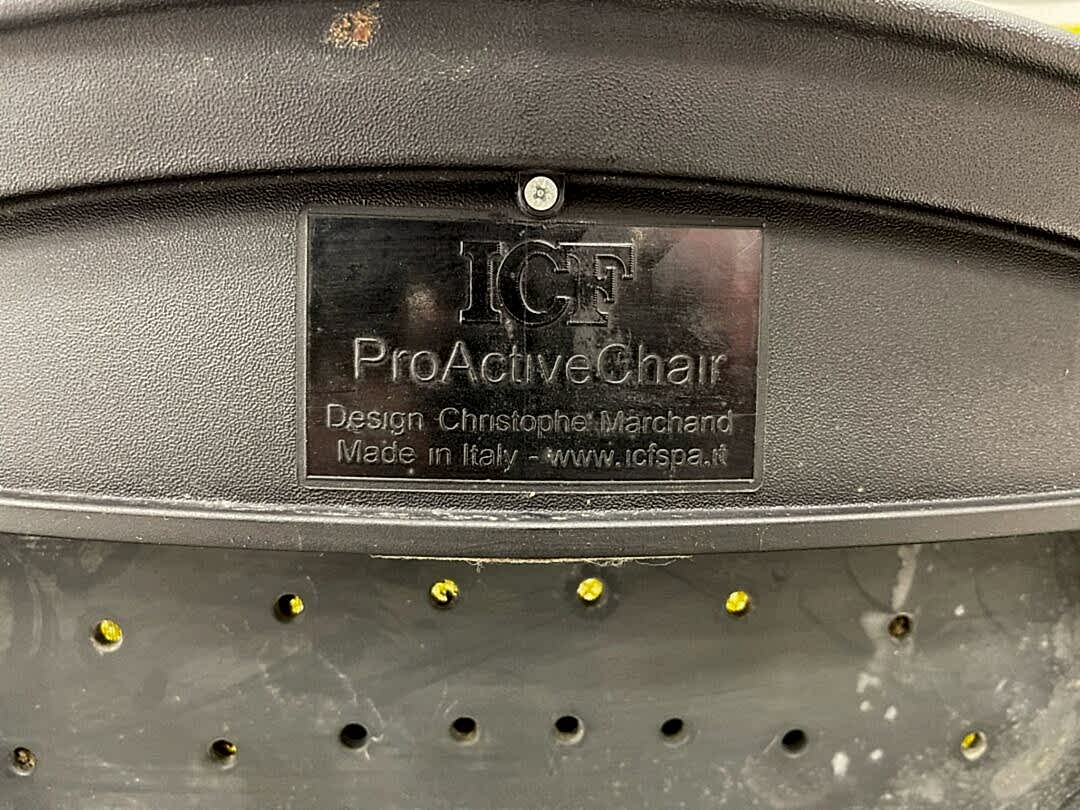 ICF
ProActiveChair
Design Christophe Marchand
Made in Italy - www.icfspa.it